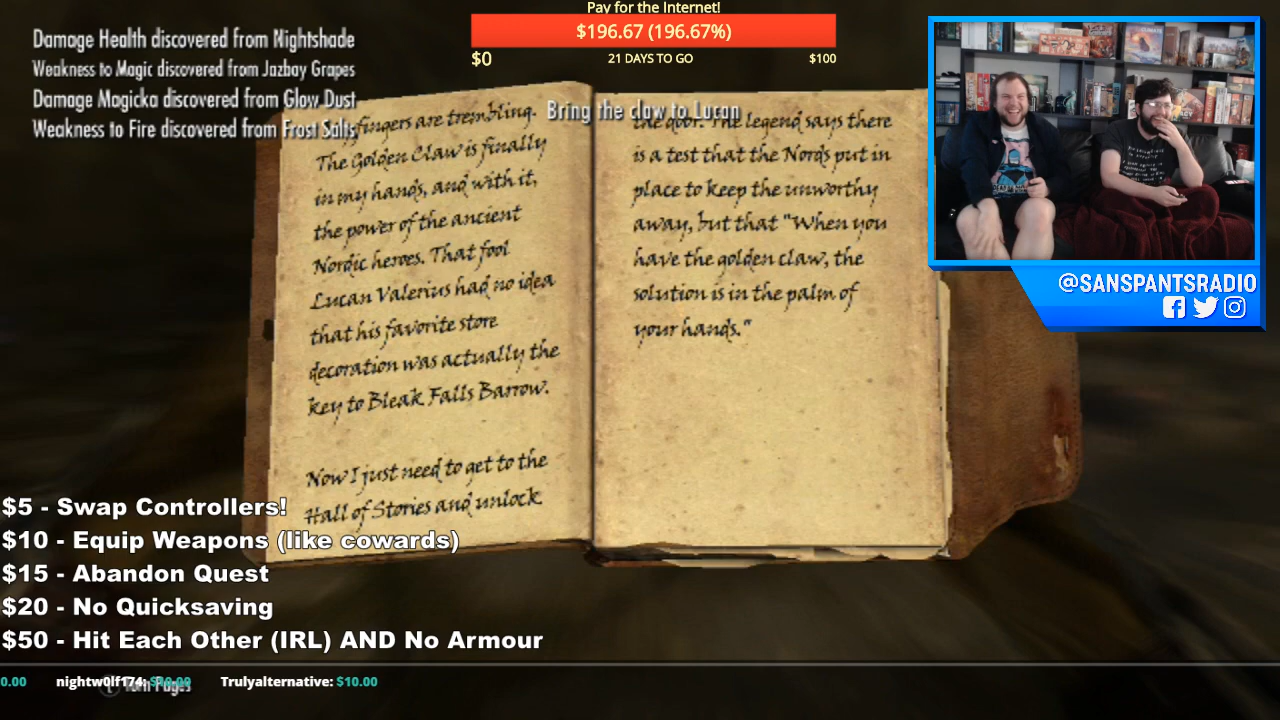 Pay for the Internet!
$196.67 (196.67%)
$0
21 DAYS TO GO
$100
Damage Health discovered from Nightshade
Weakness to Magic discovered from Jazbay Grapes
Damage Magicka discovered from Glow Dust
Weakness to Fire discovered from Frost Salts
Bring the claw to Lucan
fingers are trembling.
The Golden Claw is finally
in my hands, and with it,
the power of the ancient
Nordic heroes. That fool
Lucan Valerius had no idea
that his favorite store
decoration was actually the
key to Bleak Falls Barrow.
Now I just need to get to the
Hall of Stories and unlock
the door. The legend says there
is a test that the Nords put in
place to keep the unworthy
away, but that "When you
have the golden claw, the
solution is in the palm of
your hands."
@SANSPANTSRADIO
$5 - Swap Controllers!
$10 - Equip Weapons (like cowards)
$15 - Abandon Quest
$20 - No Quicksaving
$50 - Hit Each Other (IRL) AND No Armour
0.00 nightw0lf174: $10.00 Trulyalternative: $10.00
Turn Pages